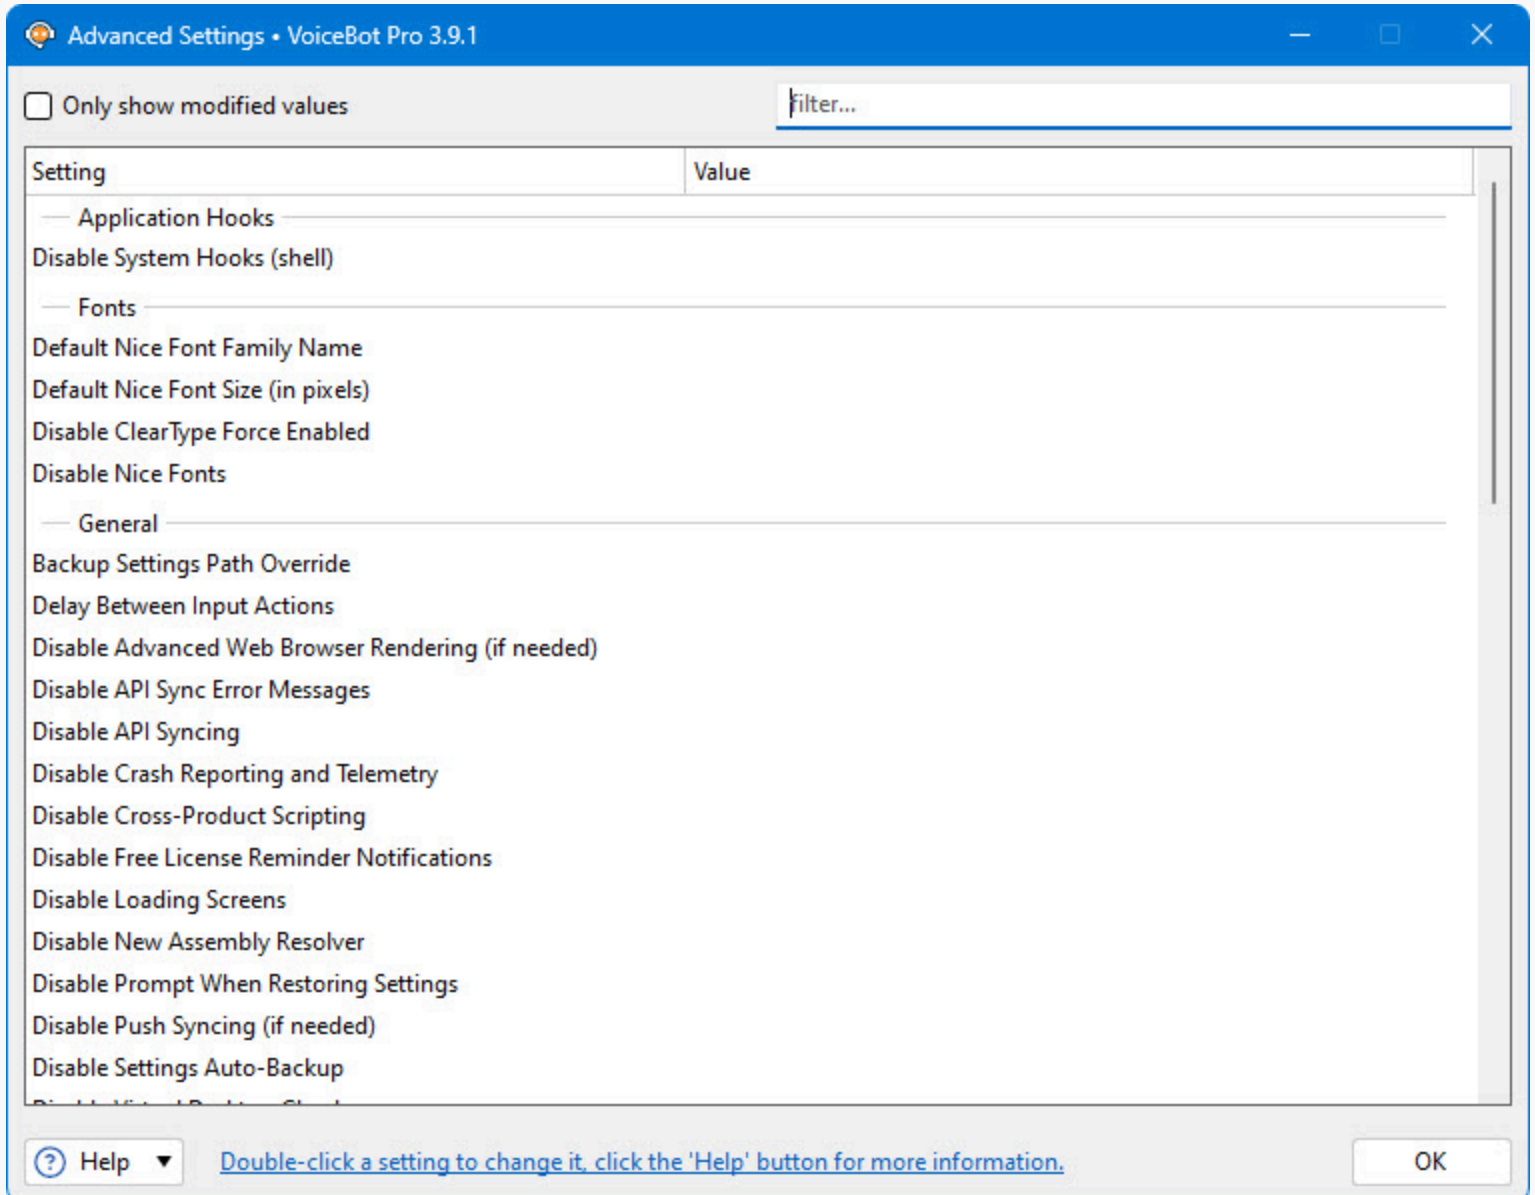 Advanced Settings • VoiceBot Pro 3.9.1
Only show modified values
filter...
Setting Value
Application Hooks
Disable System Hooks (shell)
Fonts
Default Nice Font Family Name
Default Nice Font Size (in pixels)
Disable ClearType Force Enabled
Disable Nice Fonts
General
Backup Settings Path Override
Delay Between Input Actions
Disable Advanced Web Browser Rendering (if needed)
Disable API Sync Error Messages
Disable API Syncing
Disable Crash Reporting and Telemetry
Disable Cross-Product Scripting
Disable Free License Reminder Notifications
Disable Loading Screens
Disable New Assembly Resolver
Disable Prompt When Restoring Settings
Disable Push Syncing (if needed)
Disable Settings Auto-Backup
Help Double-click a setting to change it, click the 'Help' button for more information. OK